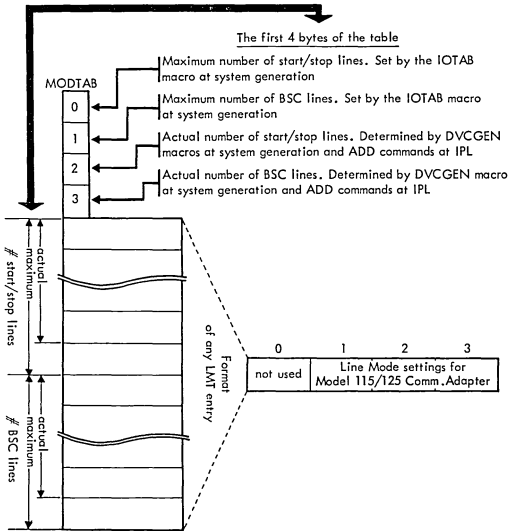 The first 4 bytes of the table
Maximum number of start/stop lines. Set by the IOTAB
macro at system generation
MODTAB
0
Maximum number of BSC lines. Set by the IOTAB macro
at system generation
1
Actual number of start/stop lines. Determined by DVCGEN
macros at system generation and ADD commands at IPL
2
Actual number of BSC lines. Determined by DVCGEN macro
at system generation and ADD commands at IPL
3
# start/stop lines
maximum
actual
# BSC lines
maximum
actual
Format
of any LMT entry
0 1 2 3
not used
Line Mode settings for
Model 115/125 Comm.Adapter